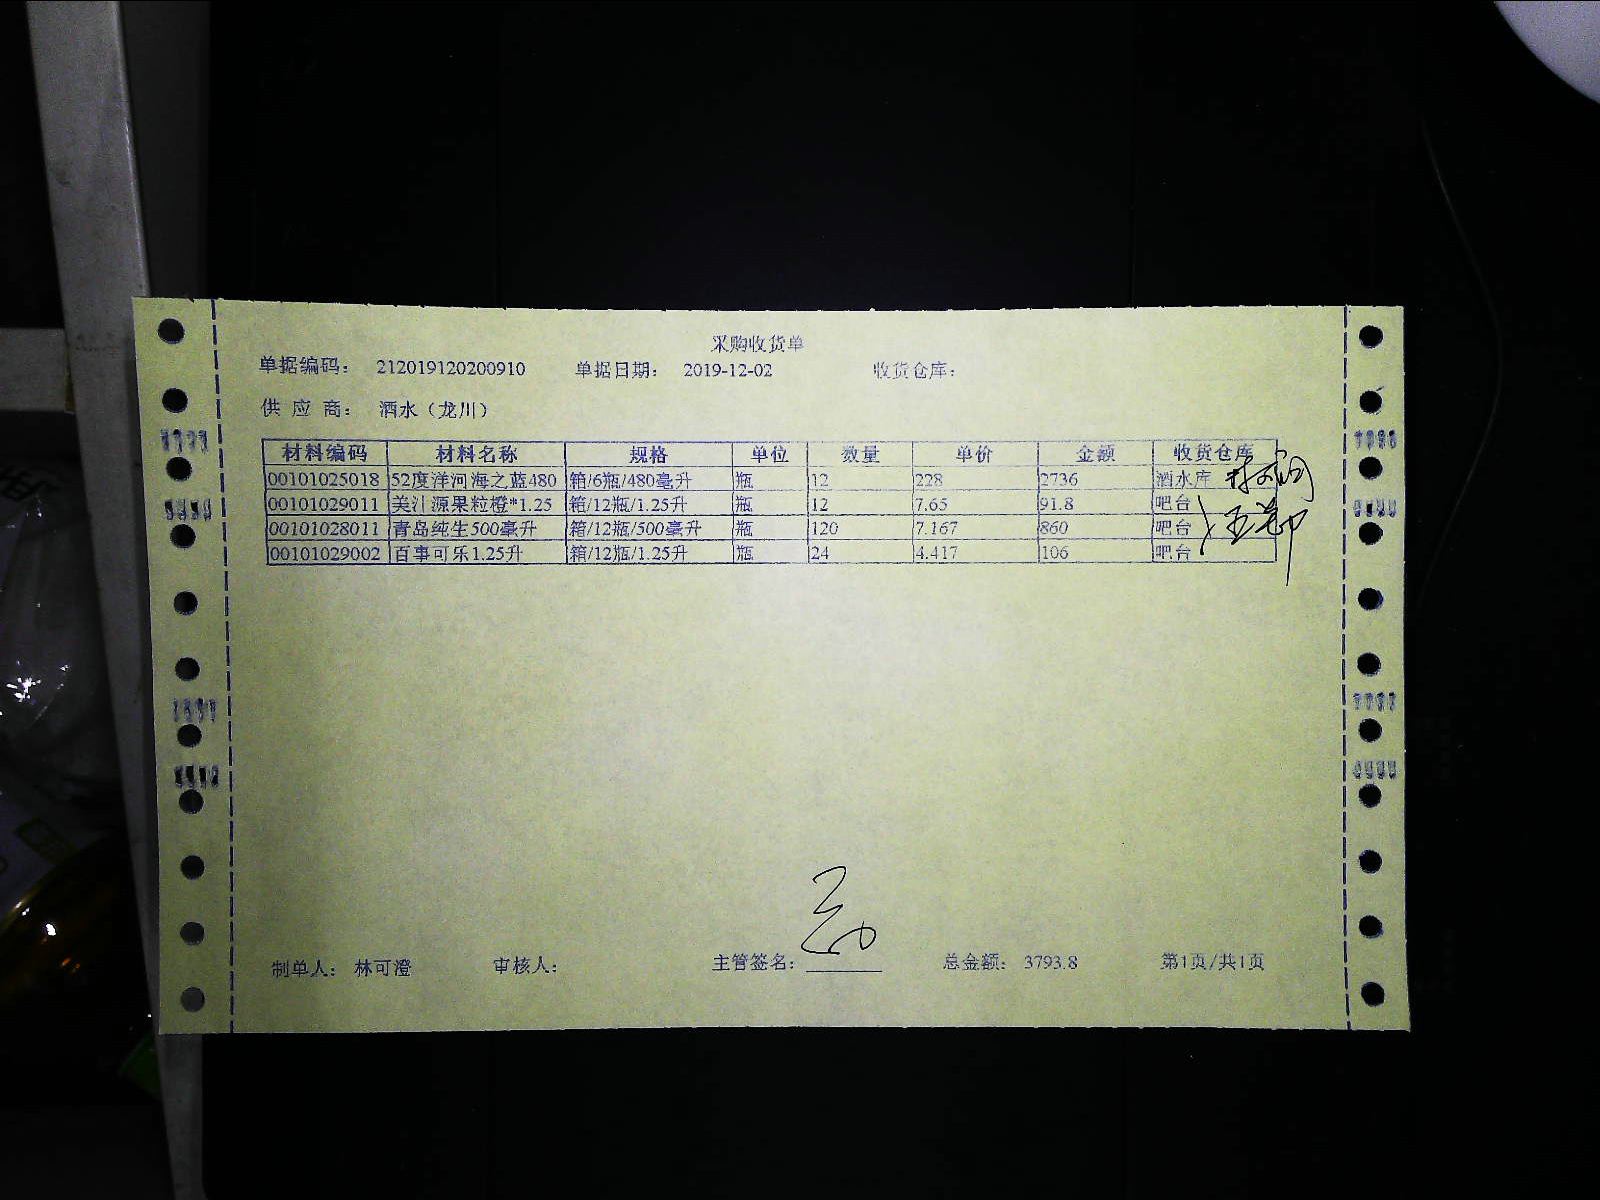 采购收货单
单据编码： 212019120200910 单据日期： 2019-12-02 收货仓库：
供 应 商： 酒水（龙川）
材料编码 材料名称 规格 单位 数量 单价 金额 收货仓库
00101025018 52度洋河海之蓝480 箱/6瓶/480毫升 瓶 12 228 2736 酒水库
00101029011 美汁源果粒橙*1.25 箱/12瓶/1.25升 瓶 12 7.65 91.8 吧台
00101028011 青岛纯生500毫升 箱/12瓶/500毫升 瓶 120 7.167 860 吧台
00101029002 百事可乐1.25升 箱/12瓶/1.25升 瓶 24 4.417 106 吧台
制单人： 林可澄 审核人： 主管签名： 总金额： 3793.8 第1页/共1页